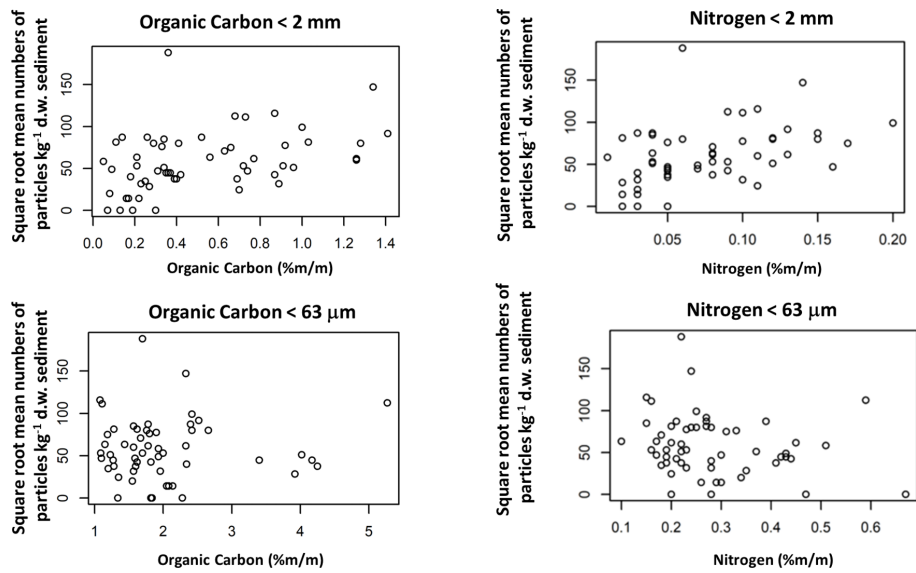 Organic Carbon < 2 mm
Square root mean numbers of
particles kg⁻¹ d.w. sediment
0 50 100 150
0.0 0.2 0.4 0.6 0.8 1.0 1.2 1.4
Organic Carbon (%m/m)
Nitrogen < 2 mm
Square root mean numbers of
particles kg⁻¹ d.w. sediment
0 50 100 150
0.05 0.10 0.15 0.20
Nitrogen (%m/m)
Organic Carbon < 63 μm
Square root mean numbers of
particles kg⁻¹ d.w. sediment
0 50 100 150
1 2 3 4 5
Organic Carbon (%m/m)
Nitrogen < 63 μm
Square root mean numbers of
particles kg⁻¹ d.w. sediment
0 50 100 150
0.1 0.2 0.3 0.4 0.5 0.6
Nitrogen (%m/m)